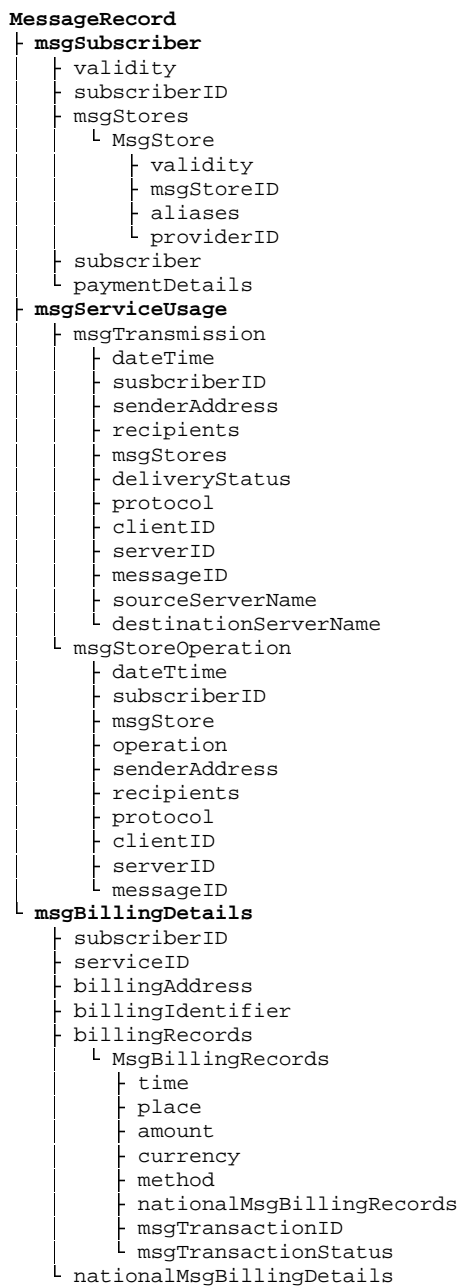 MessageRecord
msgSubscriber
validity
subscriberID
msgStores
MsgStore
validity
msgStoreID
aliases
providerID
subscriber
paymentDetails
msgServiceUsage
msgTransmission
dateTime
susbcriberID
senderAddress
recipients
msgStores
deliveryStatus
protocol
clientID
serverID
messageID
sourceServerName
destinationServerName
msgStoreOperation
dateTtime
subscriberID
msgStore
operation
senderAddress
recipients
protocol
clientID
serverID
messageID
msgBillingDetails
subscriberID
serviceID
billingAddress
billingIdentifier
billingRecords
MsgBillingRecords
time
place
amount
currency
method
nationalMsgBillingRecords
msgTransactionID
msgTransactionStatus
nationalMsgBillingDetails